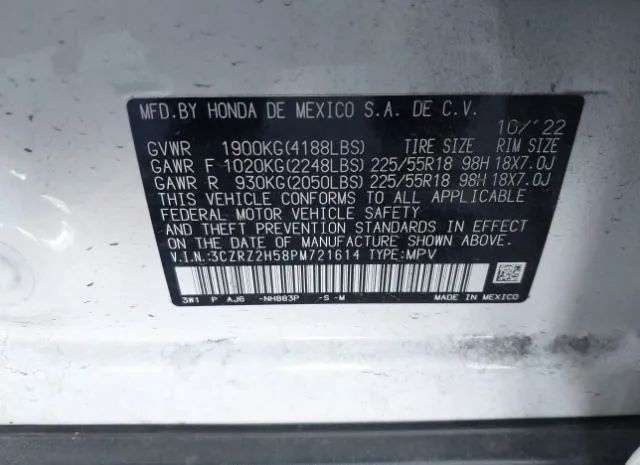 MFD.BY HONDA DE MEXICO S.A. DE C.V.
10/'22
GVWR 1900KG(4188LBS) TIRE SIZE RIM SIZE
GAWR F 1020KG(2248LBS) 225/55R18 98H 18X7.0J
GAWR R 930KG(2050LBS) 225/55R18 98H 18X7.0J
THIS VEHICLE CONFORMS TO ALL APPLICABLE
FEDERAL MOTOR VEHICLE SAFETY
AND THEFT PREVENTION STANDARDS IN EFFECT
ON THE DATE OF MANUFACTURE SHOWN ABOVE.
V.I.N.:3CZRZ2H58PM721614 TYPE:MPV
3W1 P AJ6 -NH883P -S-M MADE IN MEXICO